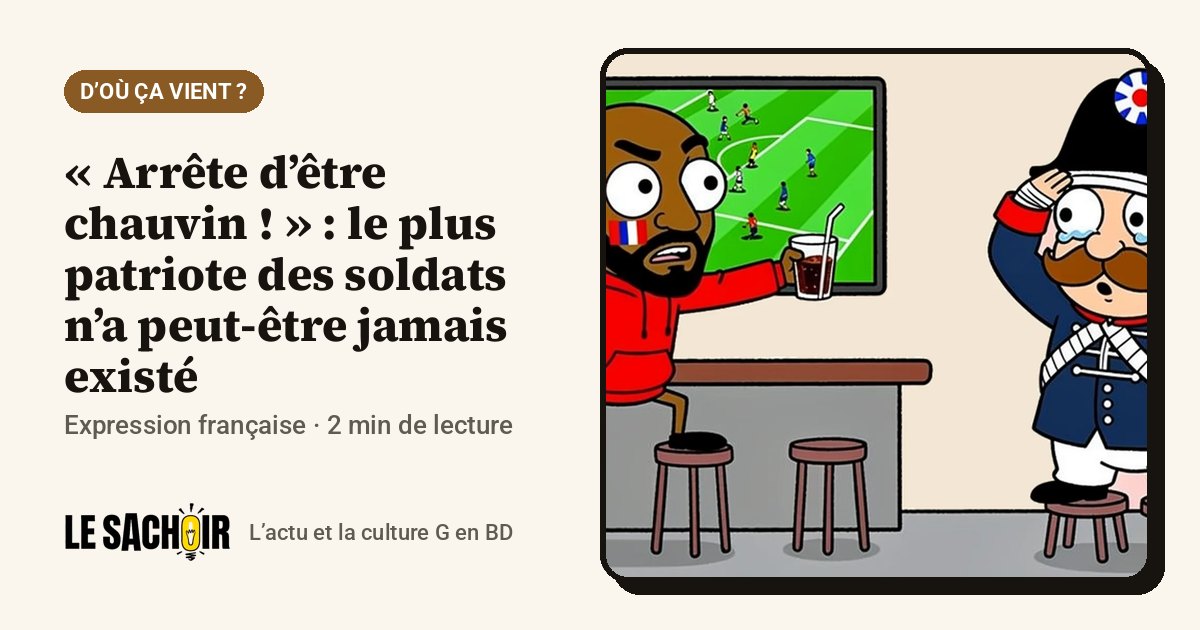 D’OÙ ÇA VIENT ?
« Arrête d’être
chauvin ! » : le plus
patriote des soldats
n’a peut-être jamais
existé
Expression française · 2 min de lecture
LE SACHOIR
L’actu et la culture G en BD